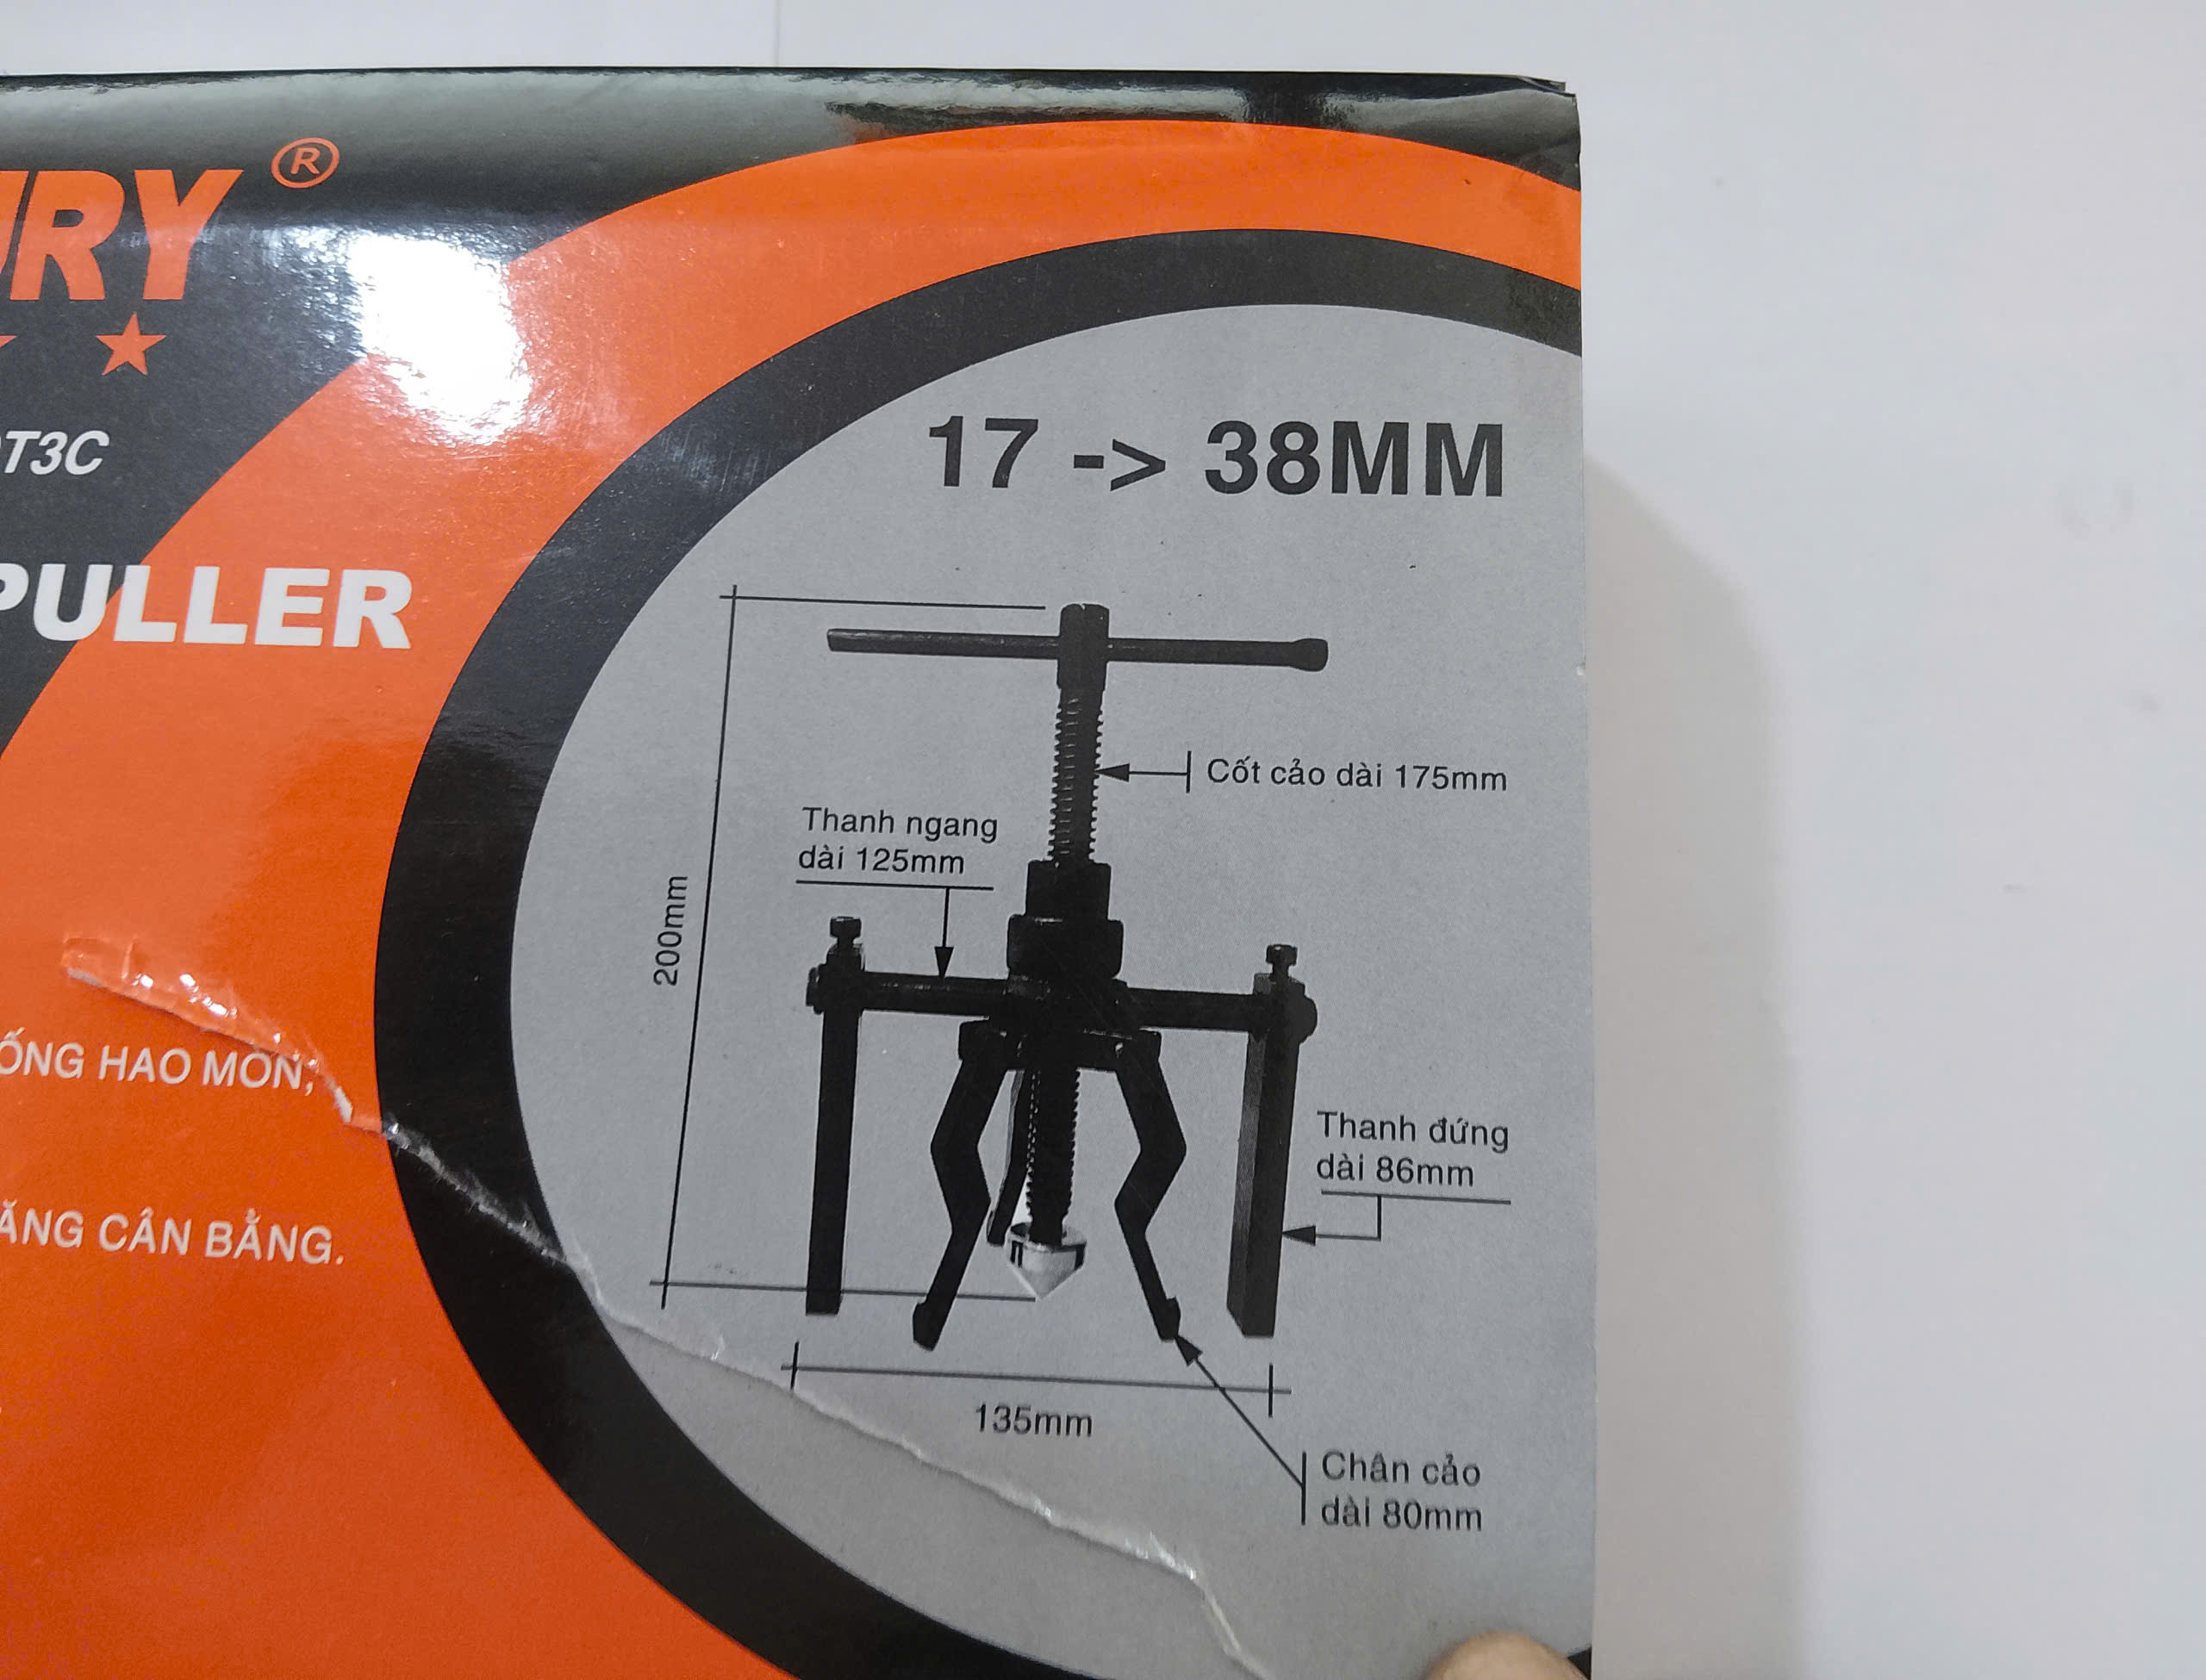 ®
T3C
PULLER
17 -> 38MM
Cốt cảo dài 175mm
Thanh ngang
dài 125mm
200mm
ỐNG HAO MÒN;
Thanh đứng
dài 86mm
ĂNG CÂN BẰNG.
135mm
Chân cảo
dài 80mm